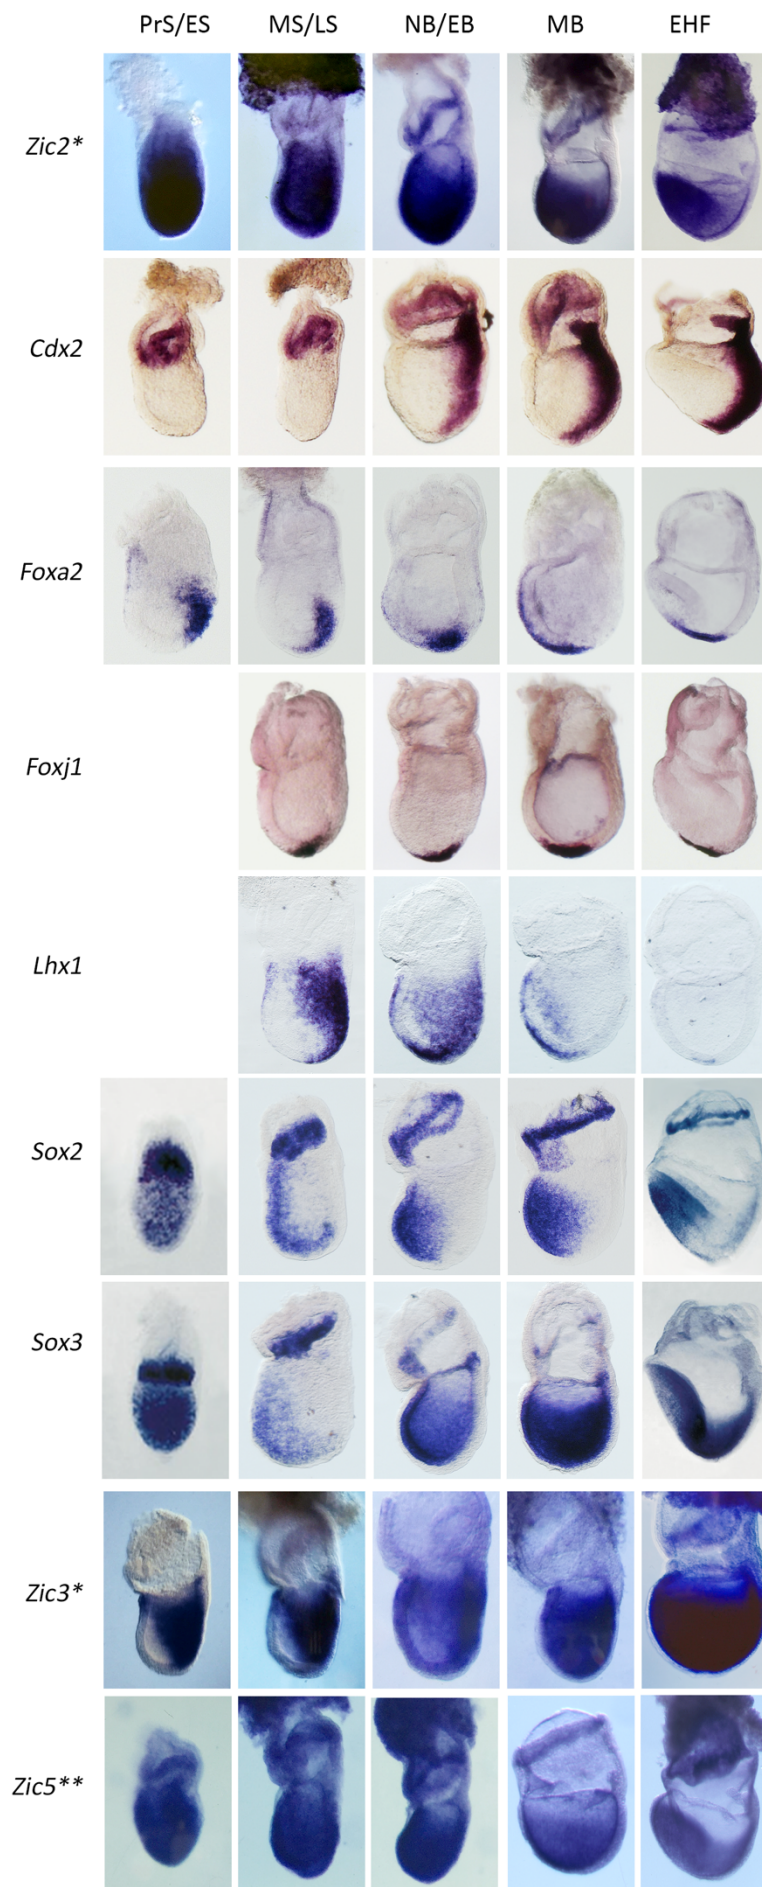 PrS/ES MS/LS NB/EB MB EHF
Zic2*
Cdx2
Foxa2
Foxj1
Lhx1
Sox2
Sox3
Zic3*
Zic5**